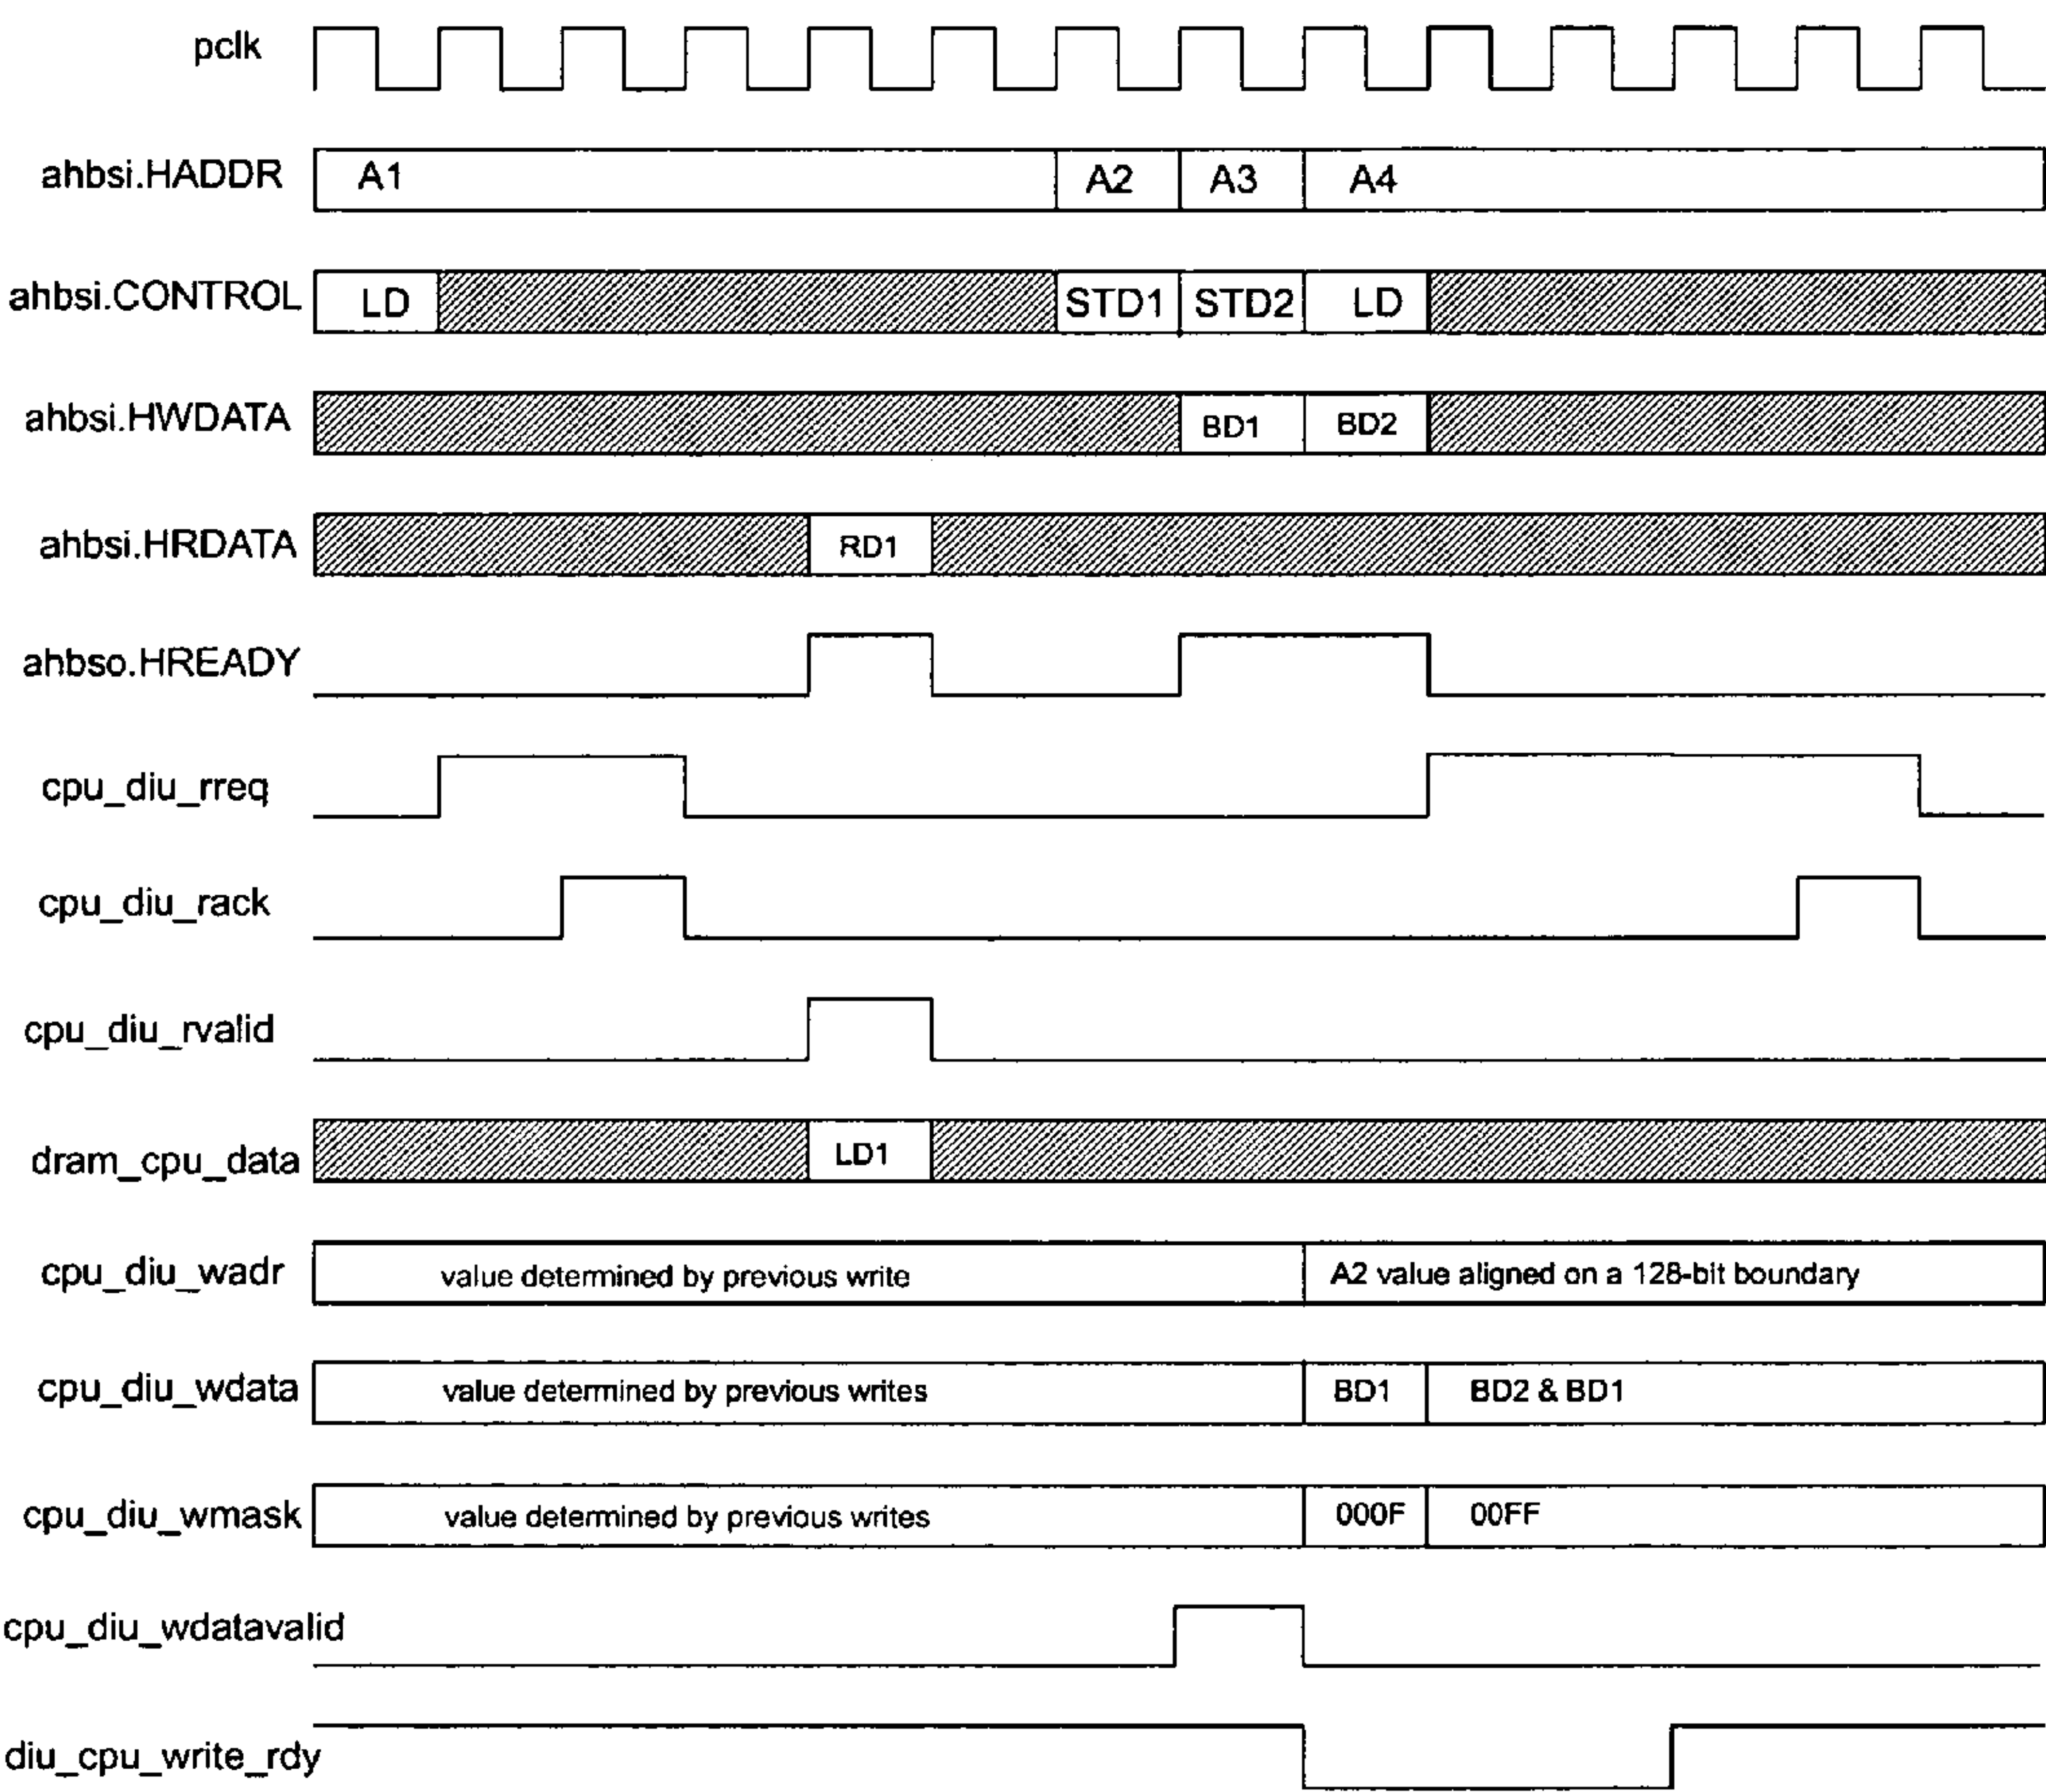 pclk
ahbsi.HADDR A1 A2 A3 A4
ahbsi.CONTROL LD STD1 STD2 LD
ahbsi.HWDATA BD1 BD2
ahbsi.HRDATA RD1
ahbso.HREADY
cpu_diu_rreq
cpu_diu_rack
cpu_diu_rvalid
dram_cpu_data LD1
cpu_diu_wadr value determined by previous write A2 value aligned on a 128-bit boundary
cpu_diu_wdata value determined by previous writes BD1 BD2 & BD1
cpu_diu_wmask value determined by previous writes 000F 00FF
cpu_diu_wdatavalid
diu_cpu_write_rdy